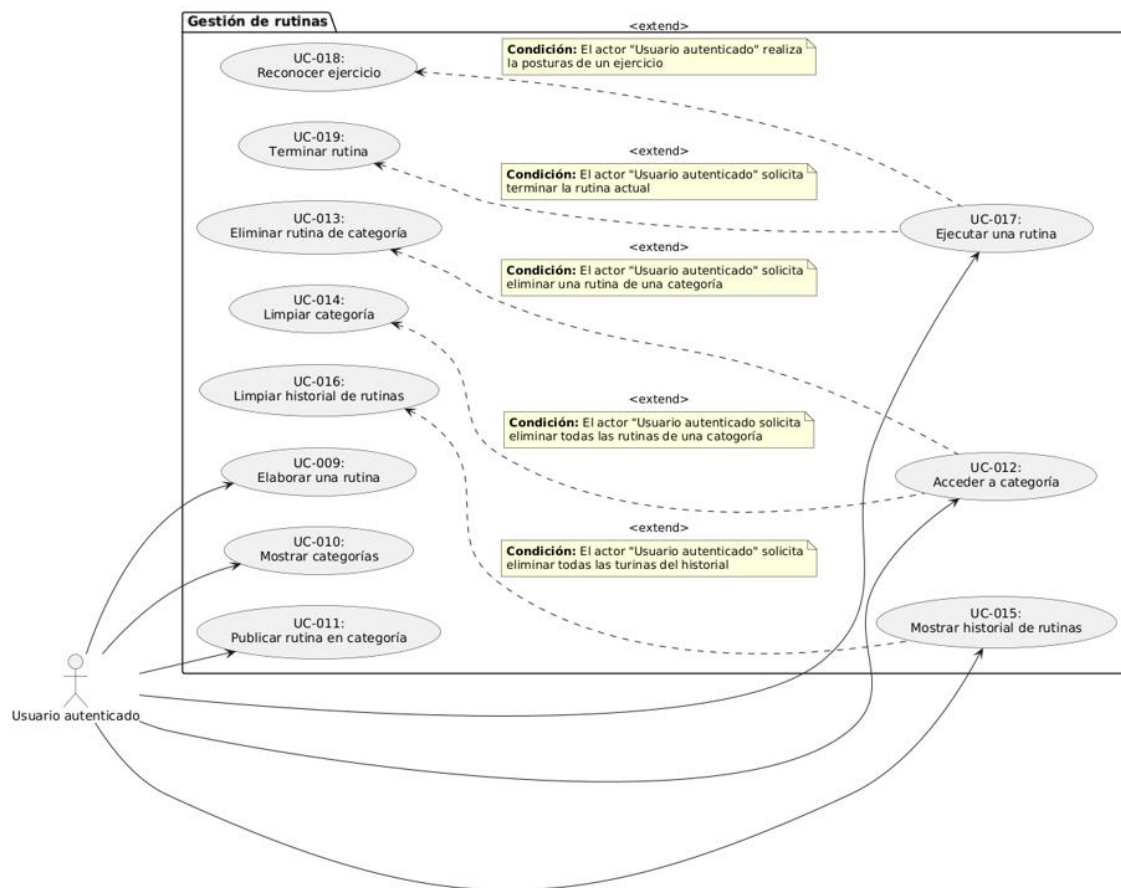 Gestión de rutinas
<extend>
Condición: El actor "Usuario autenticado" realiza
la posturas de un ejercicio
UC-018:
Reconocer ejercicio
UC-019:
Terminar rutina
<extend>
Condición: El actor "Usuario autenticado" solicita
terminar la rutina actual
UC-013:
Eliminar rutina de categoría
UC-017:
Ejecutar una rutina
<extend>
Condición: El actor "Usuario autenticado" solicita
eliminar una rutina de una categoría
UC-014:
Limpiar categoría
UC-016:
Limpiar historial de rutinas
<extend>
Condición: El actor "Usuario autenticado solicita
eliminar todas las rutinas de una catogoría
UC-009:
Elaborar una rutina
UC-012:
Acceder a categoría
<extend>
Condición: El actor "Usuario autenticado" solicita
eliminar todas las turinas del historial
UC-010:
Mostrar categorías
UC-011:
Publicar rutina en categoría
UC-015:
Mostrar historial de rutinas
Usuario autenticado